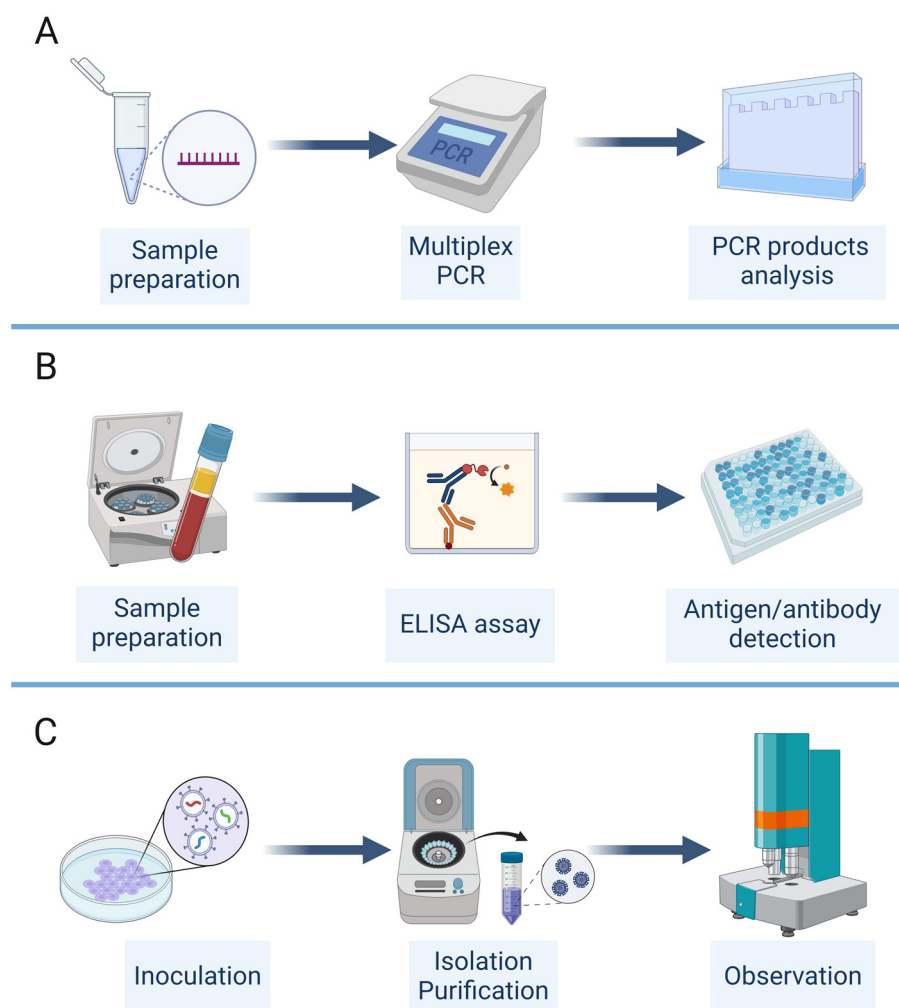 A
PCR
Sample
preparation
Multiplex
PCR
PCR products
analysis
B
Sample
preparation
ELISA assay
Antigen/antibody
detection
C
Inoculation
Isolation
Purification
Observation